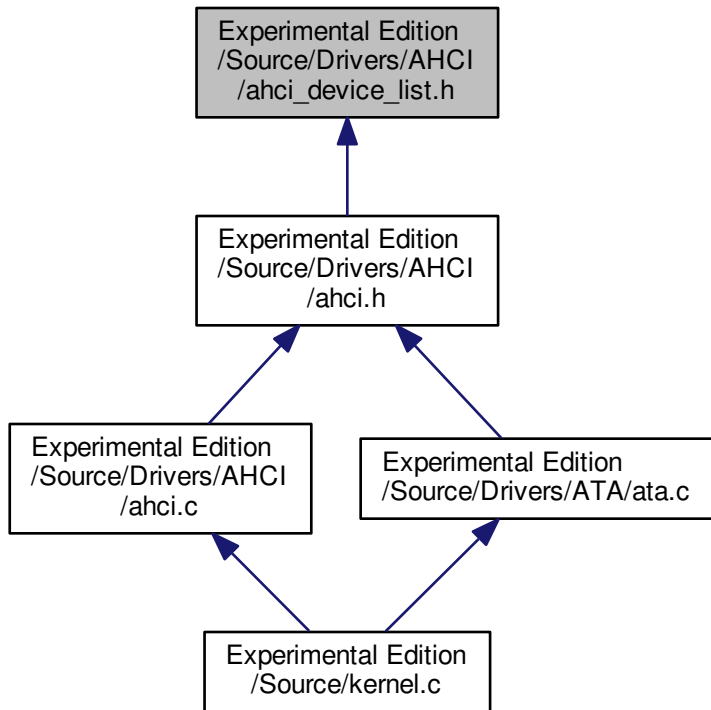 Experimental Edition
/Source/Drivers/AHCI
/ahci_device_list.h
Experimental Edition
/Source/Drivers/AHCI
/ahci.h
Experimental Edition
/Source/Drivers/AHCI
/ahci.c
Experimental Edition
/Source/Drivers/ATA/ata.c
Experimental Edition
/Source/kernel.c